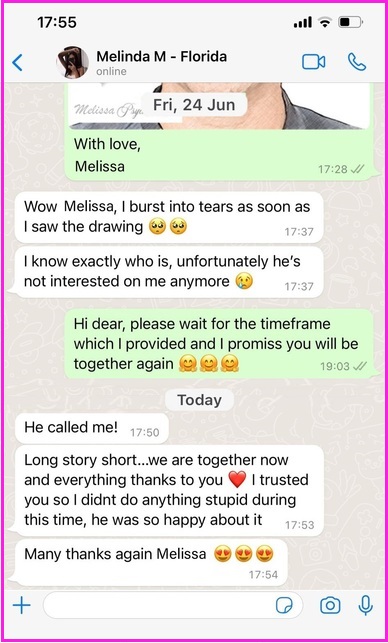 17:55
Melinda M - Florida
online
Fri, 24 Jun
Melissa
With love,
Melissa
17:28
Wow Melissa, I burst into tears as soon as
I saw the drawing 🥺🥺
17:37
I know exactly who is, unfortunately he's
not interested on me anymore 😢
17:37
Hi dear, please wait for the timeframe
which I provided and I promiss you will be
together again 🤗🤗🤗
19:03
Today
He called me!
17:50
Long story short...we are together now
and everything thanks to you ❤️ I trusted
you so I didnt do anything stupid during
this time, he was so happy about it
17:53
Many thanks again Melissa 😍😍😍
17:54